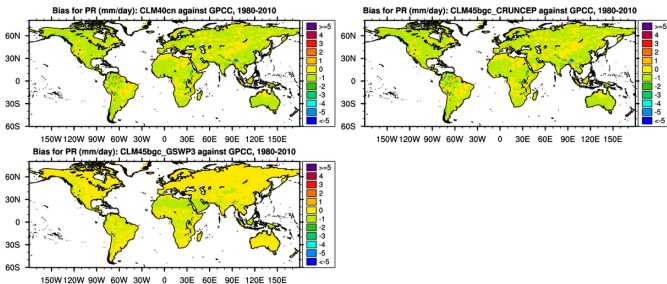 Bias for PR (mm/day): CLM40cn against GPCC, 1980-2010
60N
30N
0
30S
60S
150W 120W 90W 60W 30W 0 30E 60E 90E 120E 150E
>=5
4
3
2
1
0
-1
-2
-3
-4
-5
<-5
Bias for PR (mm/day): CLM45bgc_CRUNCEP against GPCC, 1980-2010
60N
30N
0
30S
60S
150W 120W 90W 60W 30W 0 30E 60E 90E 120E 150E
>=5
4
3
2
1
0
-1
-2
-3
-4
-5
<-5
Bias for PR (mm/day): CLM45bgc_GSWP3 against GPCC, 1980-2010
60N
30N
0
30S
60S
150W 120W 90W 60W 30W 0 30E 60E 90E 120E 150E
>=5
4
3
2
1
0
-1
-2
-3
-4
-5
<-5